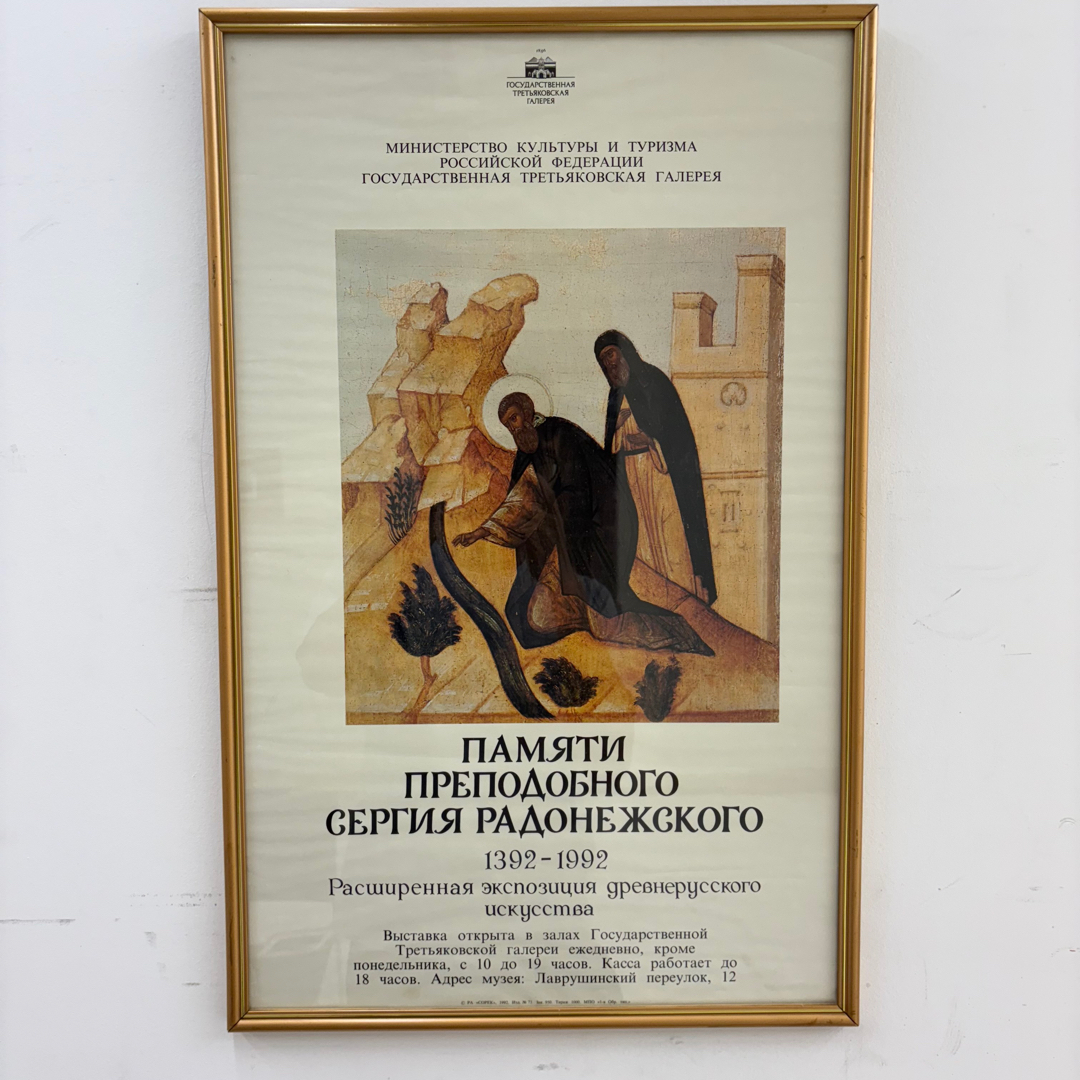 1856
ГОСУДАРСТВЕННАЯ
ТРЕТЬЯКОВСКАЯ
ГАЛЕРЕЯ
МИНИСТЕРСТВО КУЛЬТУРЫ И ТУРИЗМА
РОССИЙСКОЙ ФЕДЕРАЦИИ
ГОСУДАРСТВЕННАЯ ТРЕТЬЯКОВСКАЯ ГАЛЕРЕЯ
ПАМЯТИ
ПРЕПОДОБНОГО
СЕРГИЯ РАДОНЕЖСКОГО
1392-1992
Расширенная экспозиция древнерусского
искусства
Выставка открыта в залах Государственной
Третьяковской галереи ежедневно, кроме
понедельника, с 10 до 19 часов. Касса работает до
18 часов. Адрес музея: Лаврушинский переулок, 12